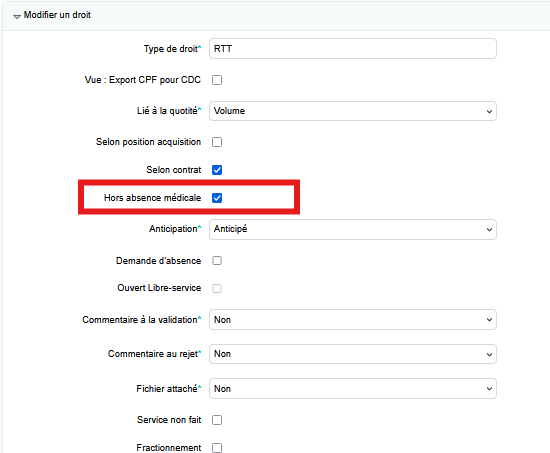 Modifier un droit
Type de droit* RTT
Vue : Export CPF pour CDC
Lié à la quotité* Volume
Selon position acquisition
Selon contrat
Hors absence médicale
Anticipation* Anticipé
Demande d'absence
Ouvert Libre-service
Commentaire à la validation* Non
Commentaire au rejet* Non
Fichier attaché* Non
Service non fait
Fractionnement